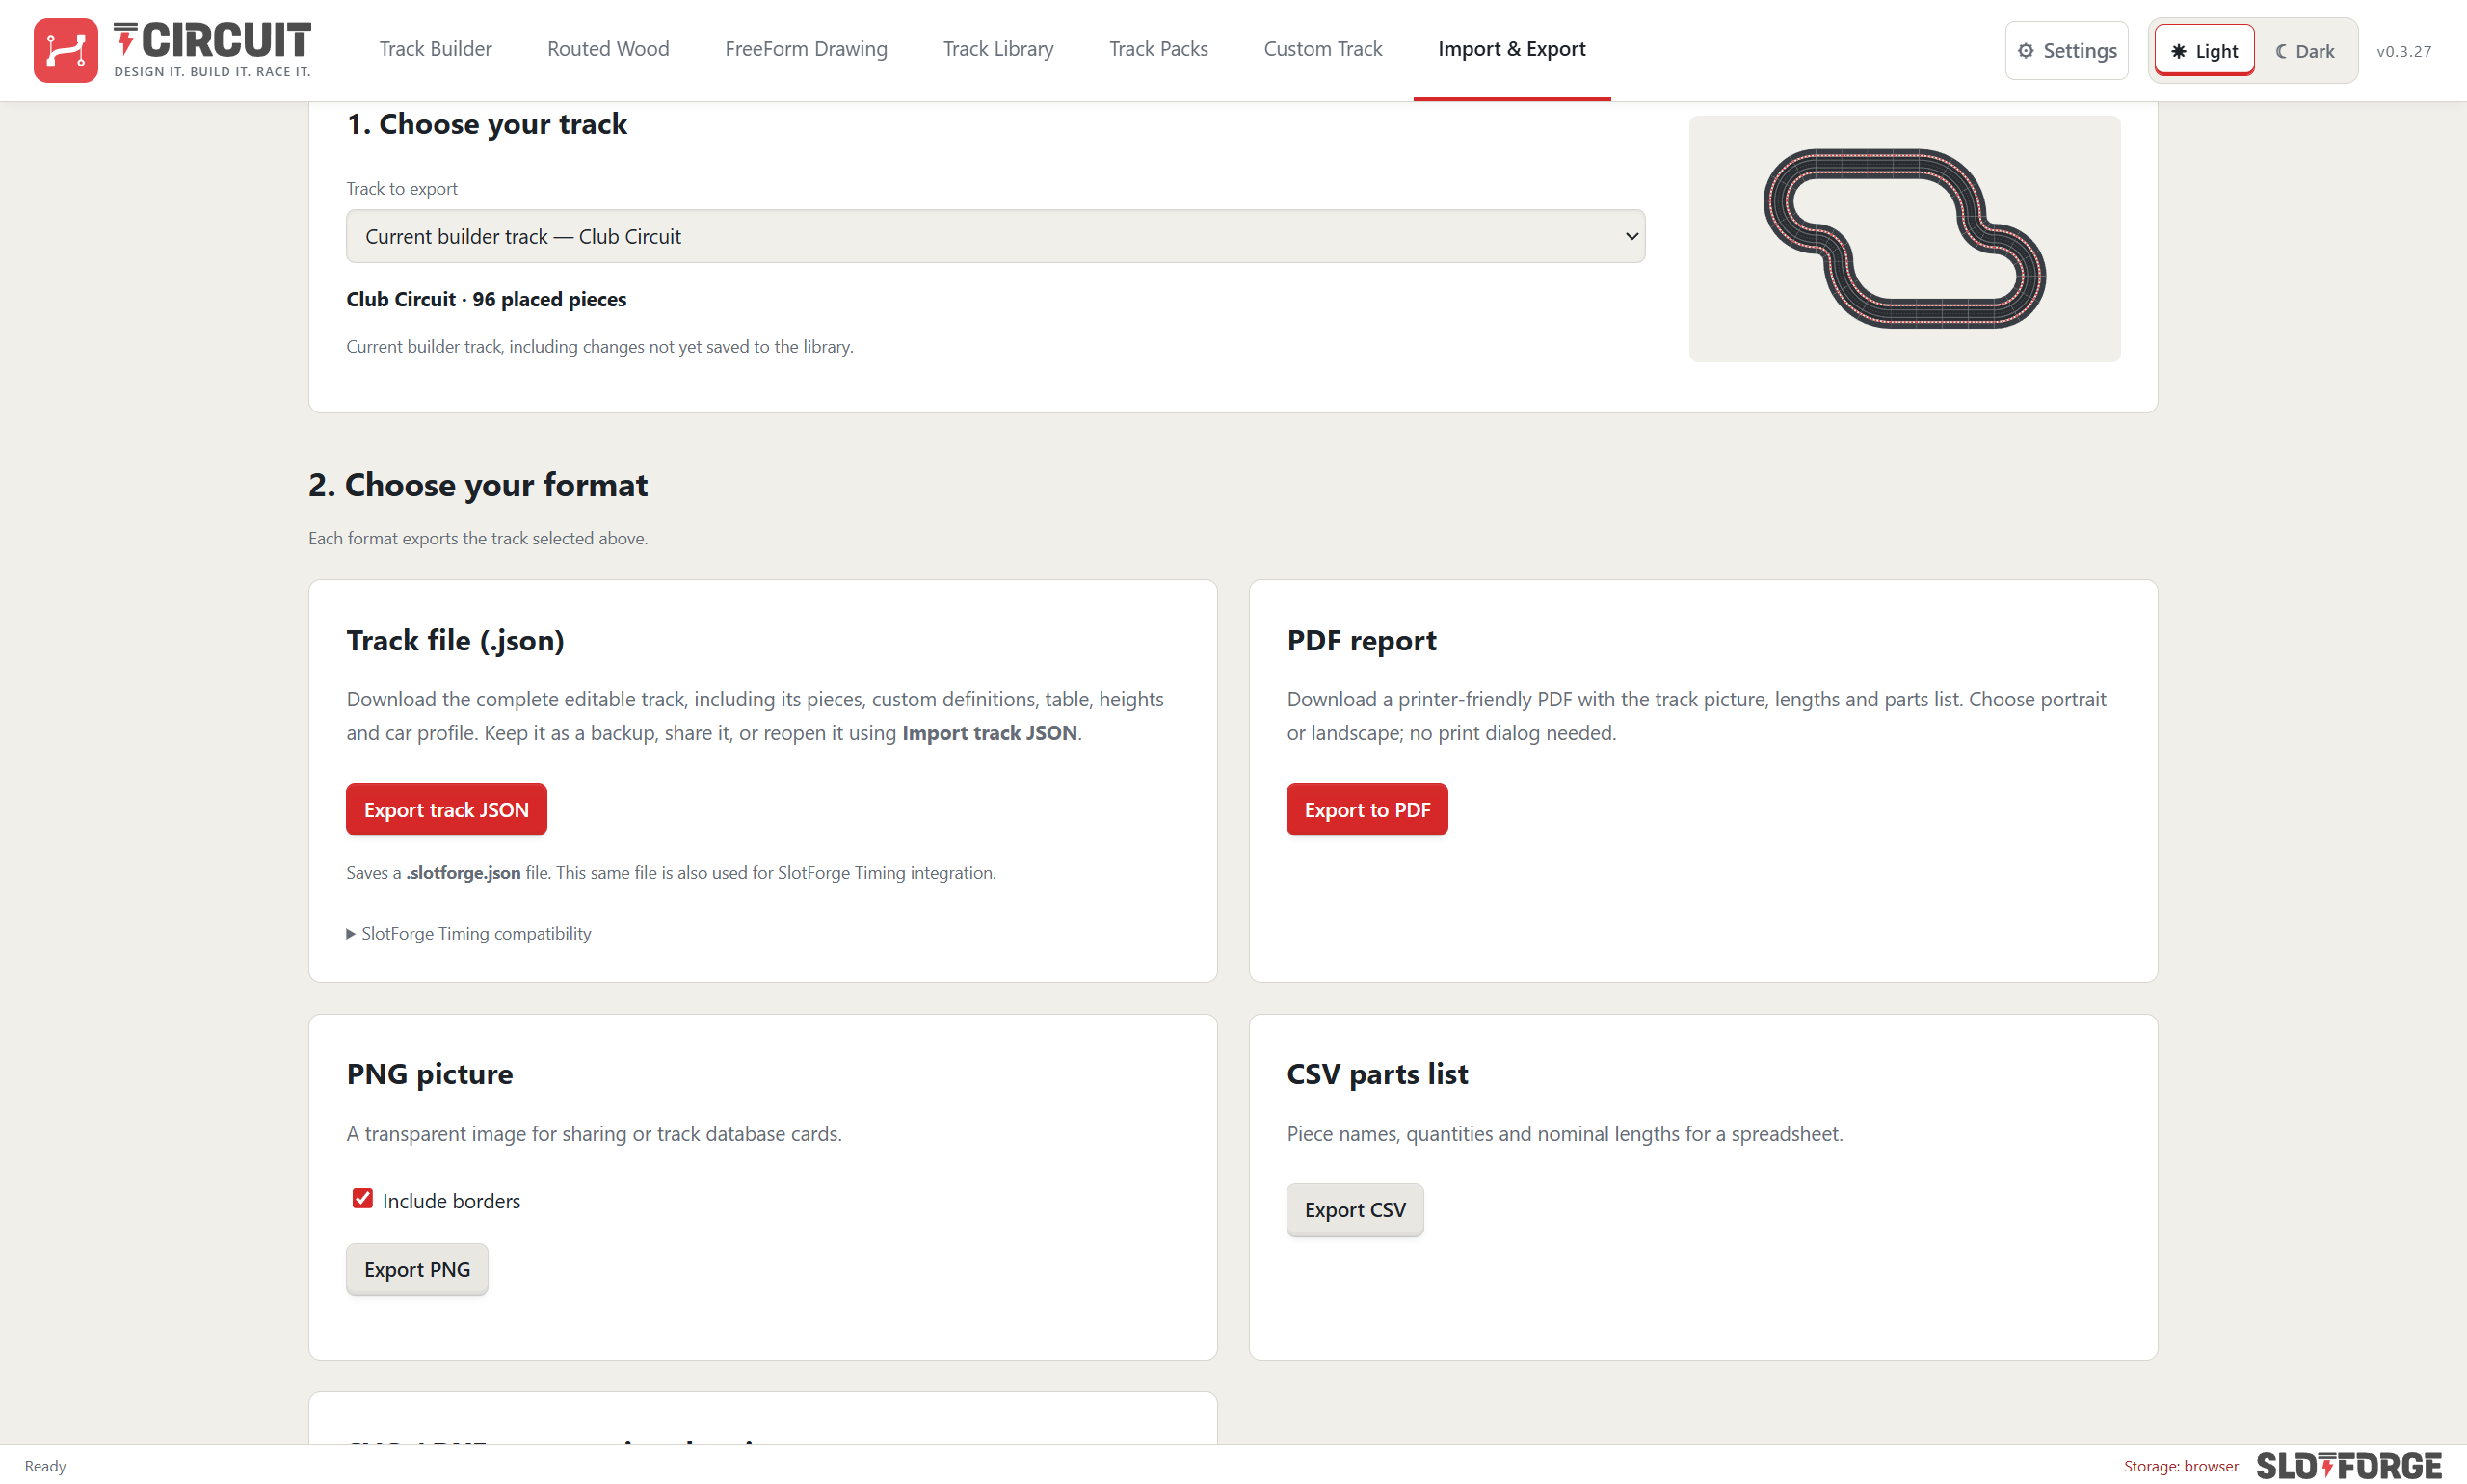 CIRCUIT
DESIGN IT. BUILD IT. RACE IT.
Track Builder
Routed Wood
FreeForm Drawing
Track Library
Track Packs
Custom Track
Import & Export
Settings
Light
Dark
v0.3.27
1. Choose your track
Track to export
Current builder track — Club Circuit
Club Circuit · 96 placed pieces
Current builder track, including changes not yet saved to the library.
2. Choose your format
Each format exports the track selected above.
Track file (.json)
Download the complete editable track, including its pieces, custom definitions, table, heights
and car profile. Keep it as a backup, share it, or reopen it using Import track JSON.
Export track JSON
Saves a .slotforge.json file. This same file is also used for SlotForge Timing integration.
SlotForge Timing compatibility
PDF report
Download a printer-friendly PDF with the track picture, lengths and parts list. Choose portrait
or landscape; no print dialog needed.
Export to PDF
PNG picture
A transparent image for sharing or track database cards.
Include borders
Export PNG
CSV parts list
Piece names, quantities and nominal lengths for a spreadsheet.
Export CSV
Ready
Storage: browser
SLOTFORGE